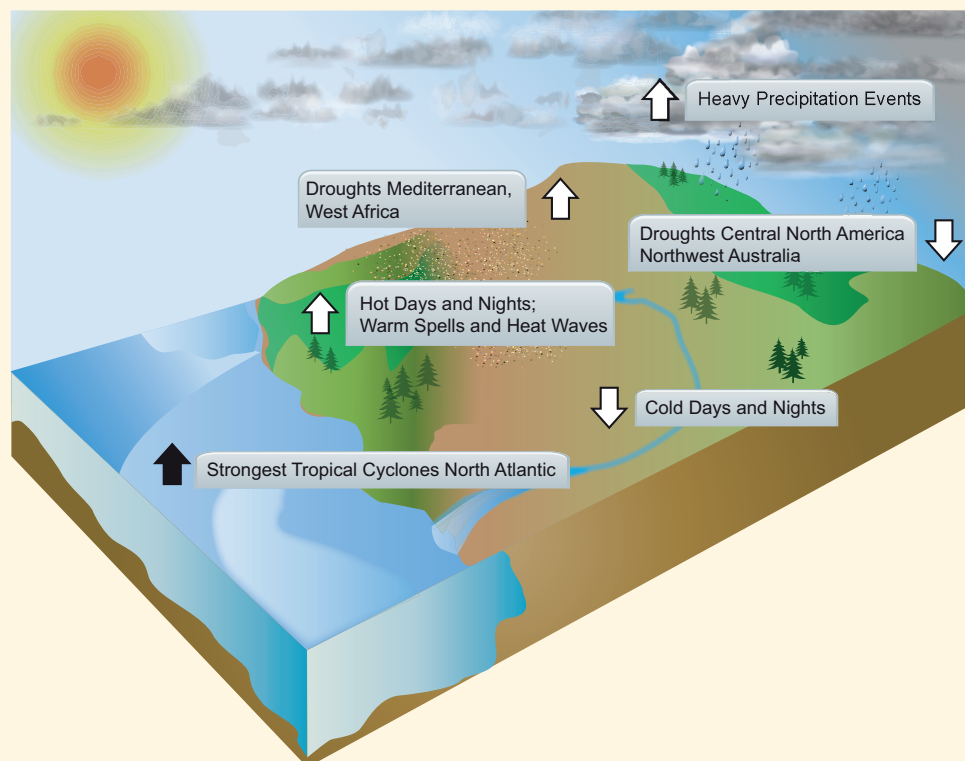 Heavy Precipitation Events
Droughts Mediterranean,
West Africa
Droughts Central North America
Northwest Australia
Hot Days and Nights;
Warm Spells and Heat Waves
Cold Days and Nights
Strongest Tropical Cyclones North Atlantic